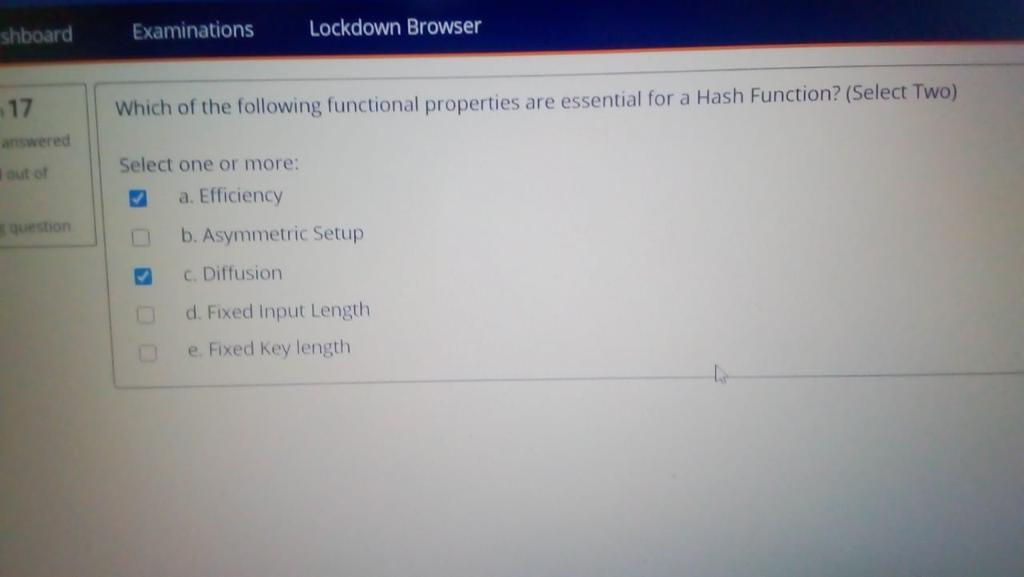 shboard Examinations Lockdown Browser
17
answered
out of
question
Which of the following functional properties are essential for a Hash Function? (Select Two)
Select one or more:
a. Efficiency
b. Asymmetric Setup
c. Diffusion
d. Fixed Input Length
e. Fixed Key length